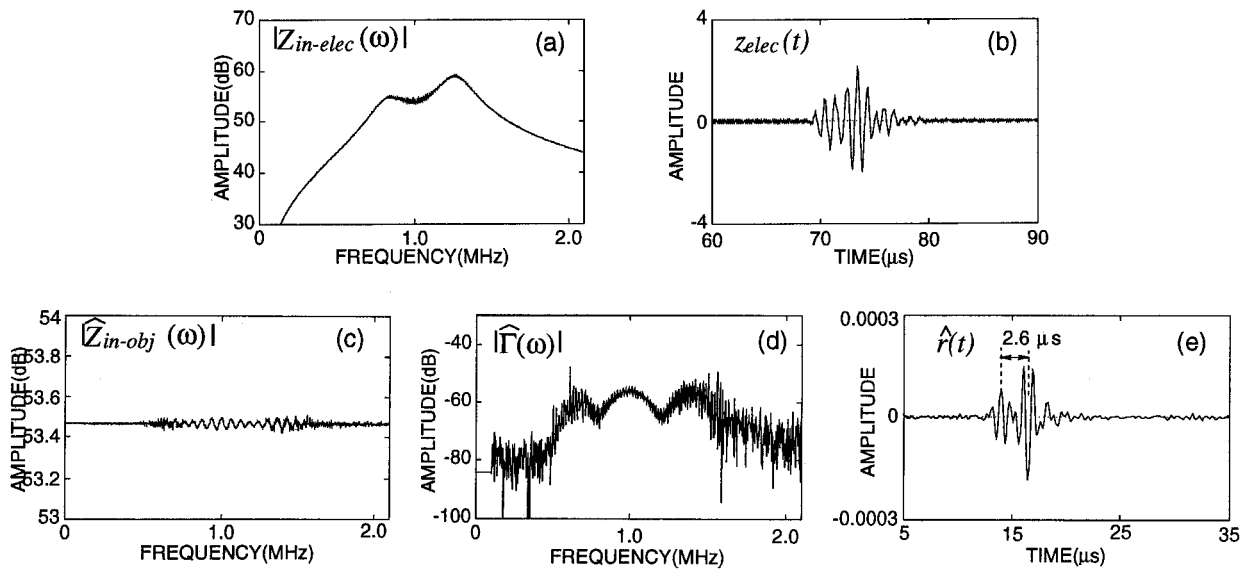 70
60
50
40
30
|Z_in-elec (ω)|
(a)
AMPLITUDE(dB)
0
1.0
2.0
FREQUENCY(MHz)
4
0
-4
z_elec (t)
(b)
AMPLITUDE
60
70
80
90
TIME(μs)
54
53.8
53.6
53.4
53.2
53
|Ẑ_in-obj (ω)|
(c)
AMPLITUDE(dB)
0
1.0
2.0
FREQUENCY(MHz)
-40
-60
-80
-100
|Γ̂(ω)|
(d)
AMPLITUDE(dB)
0
1.0
2.0
FREQUENCY(MHz)
0.0003
0
-0.0003
r̂(t)
2.6 μs
(e)
AMPLITUDE
5
15
25
35
TIME(μs)